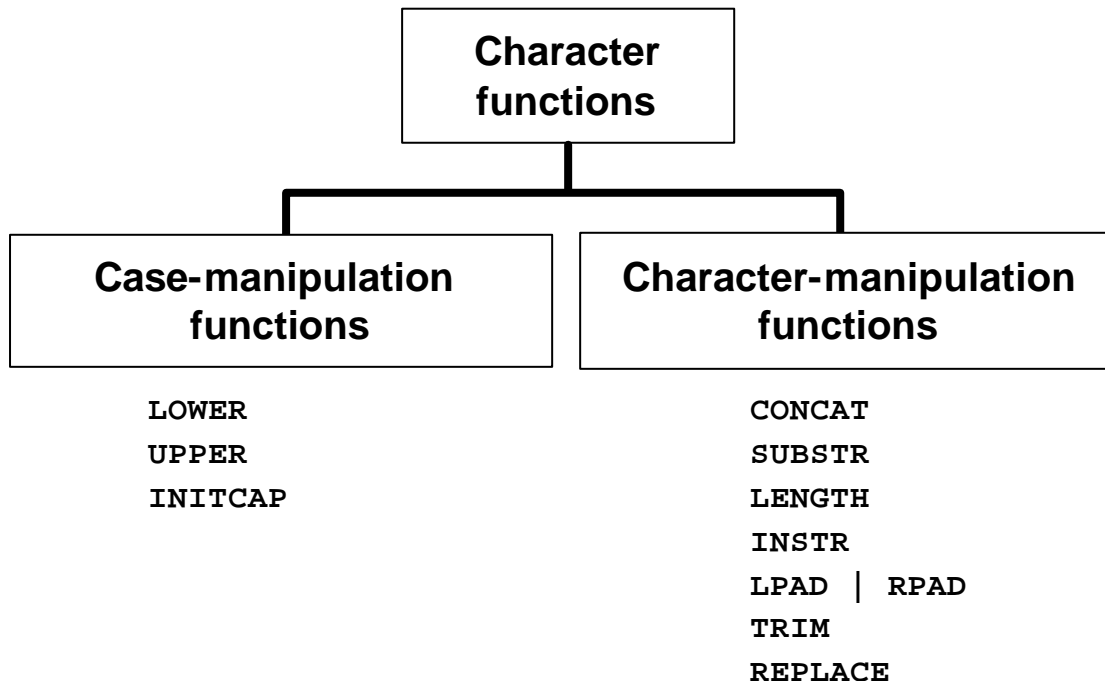 Character
functions
Case-manipulation
functions
Character-manipulation
functions
LOWER
UPPER
INITCAP
CONCAT
SUBSTR
LENGTH
INSTR
LPAD | RPAD
TRIM
REPLACE